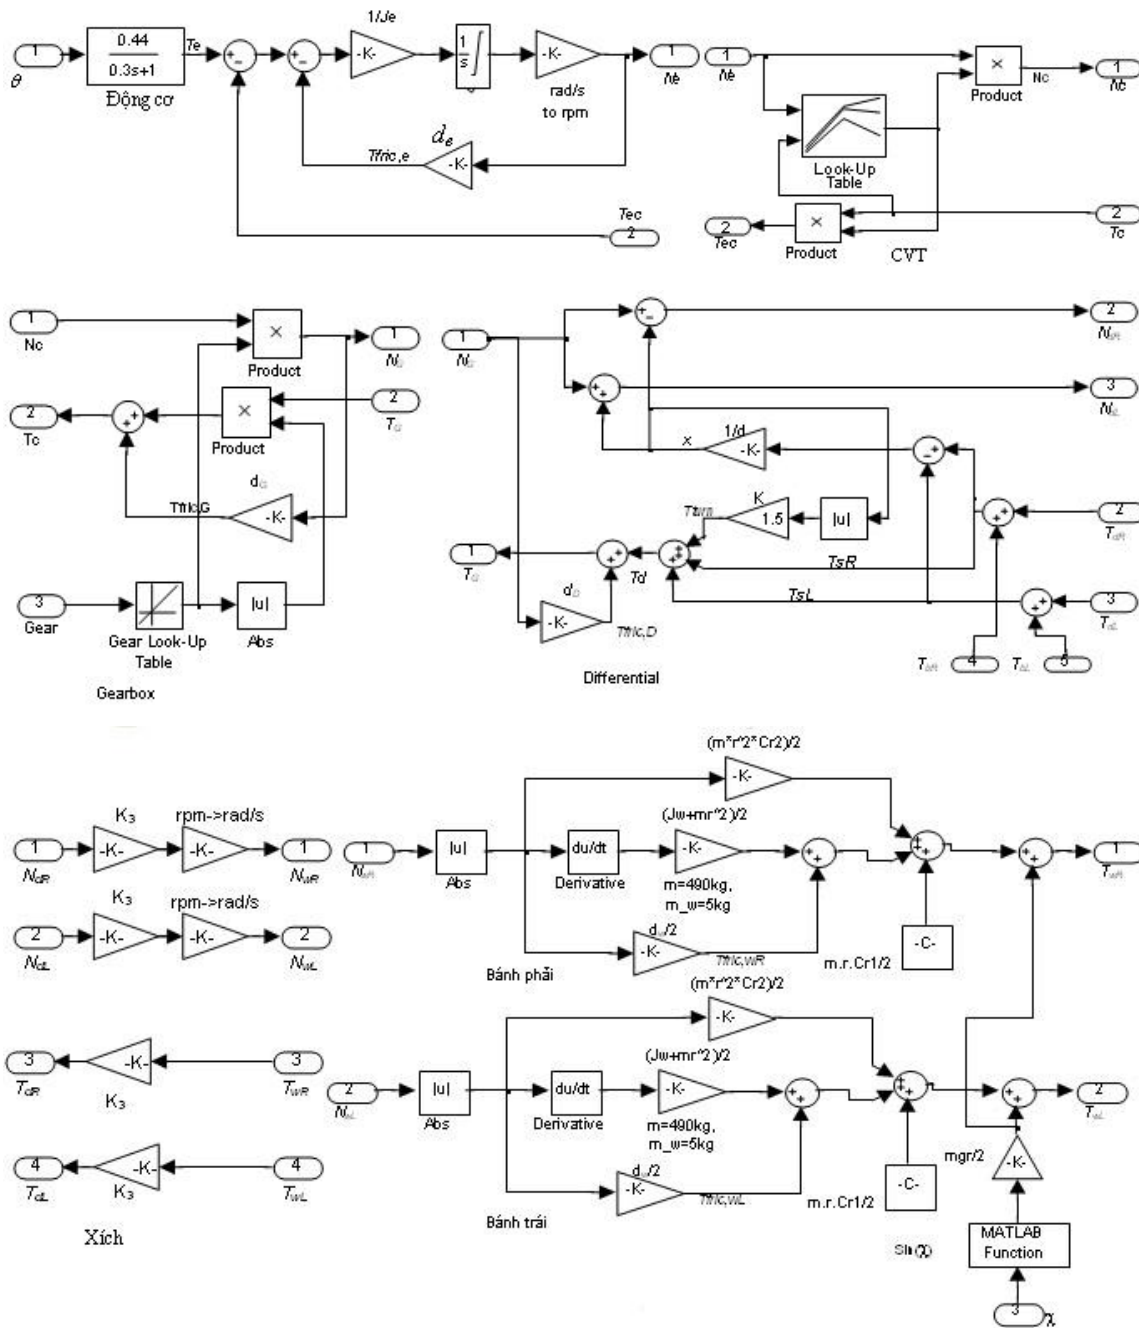 1
θ
0.44
0.3s+1
Động cơ
Te
+
-
+
-
1/Je
-K-
1
s
-K-
rad/s
to rpm
1
Ne
de
-K-
Tfric,e
Tec
2
1
Ne
×
Product
Nc
1
Nc
Look-Up
Table
2
Tec
×
Product
CVT
2
Tc
1
Nc
×
Product
1
NG
2
Tc
+
+
×
Product
2
TG
dG
-K-
Tfric,G
3
Gear
Gear Look-Up
Table
|u|
Abs
Gearbox
1
NG
+
-
2
NdR
+
+
3
NdL
x
1/d
-K-
-
+
K
1.5
|u|
Tturn
2
TdR
1
TG
+
+
Td
TsR
TsL
dD
-K-
Tfric,D
3
TdL
4
TbR
5
TbL
Differential
K3
rpm->rad/s
1
NdR
-K-
-K-
1
NwR
K3
rpm->rad/s
2
NdL
-K-
-K-
2
NwL
3
TdR
-K-
K3
3
TwR
4
TdL
-K-
K3
4
TwL
Xích
(m*r^2*Cr2)/2
-K-
1
NwR
|u|
Abs
du/dt
Derivative
(Jw+mr^2)/2
-K-
m=490kg,
m_w=5kg
dw/2
-K-
Tfric,wR
Bánh phải
-C-
m.r.Cr1/2
1
TwR
(m*r^2*Cr2)/2
-K-
2
NwL
|u|
Abs
du/dt
Derivative
(Jw+mr^2)/2
-K-
m=490kg,
m_w=5kg
dw/2
-K-
Tfric,wL
Bánh trái
-C-
m.r.Cr1/2
2
TwL
mgr/2
-K-
Sin(χ)
MATLAB
Function
3
χ